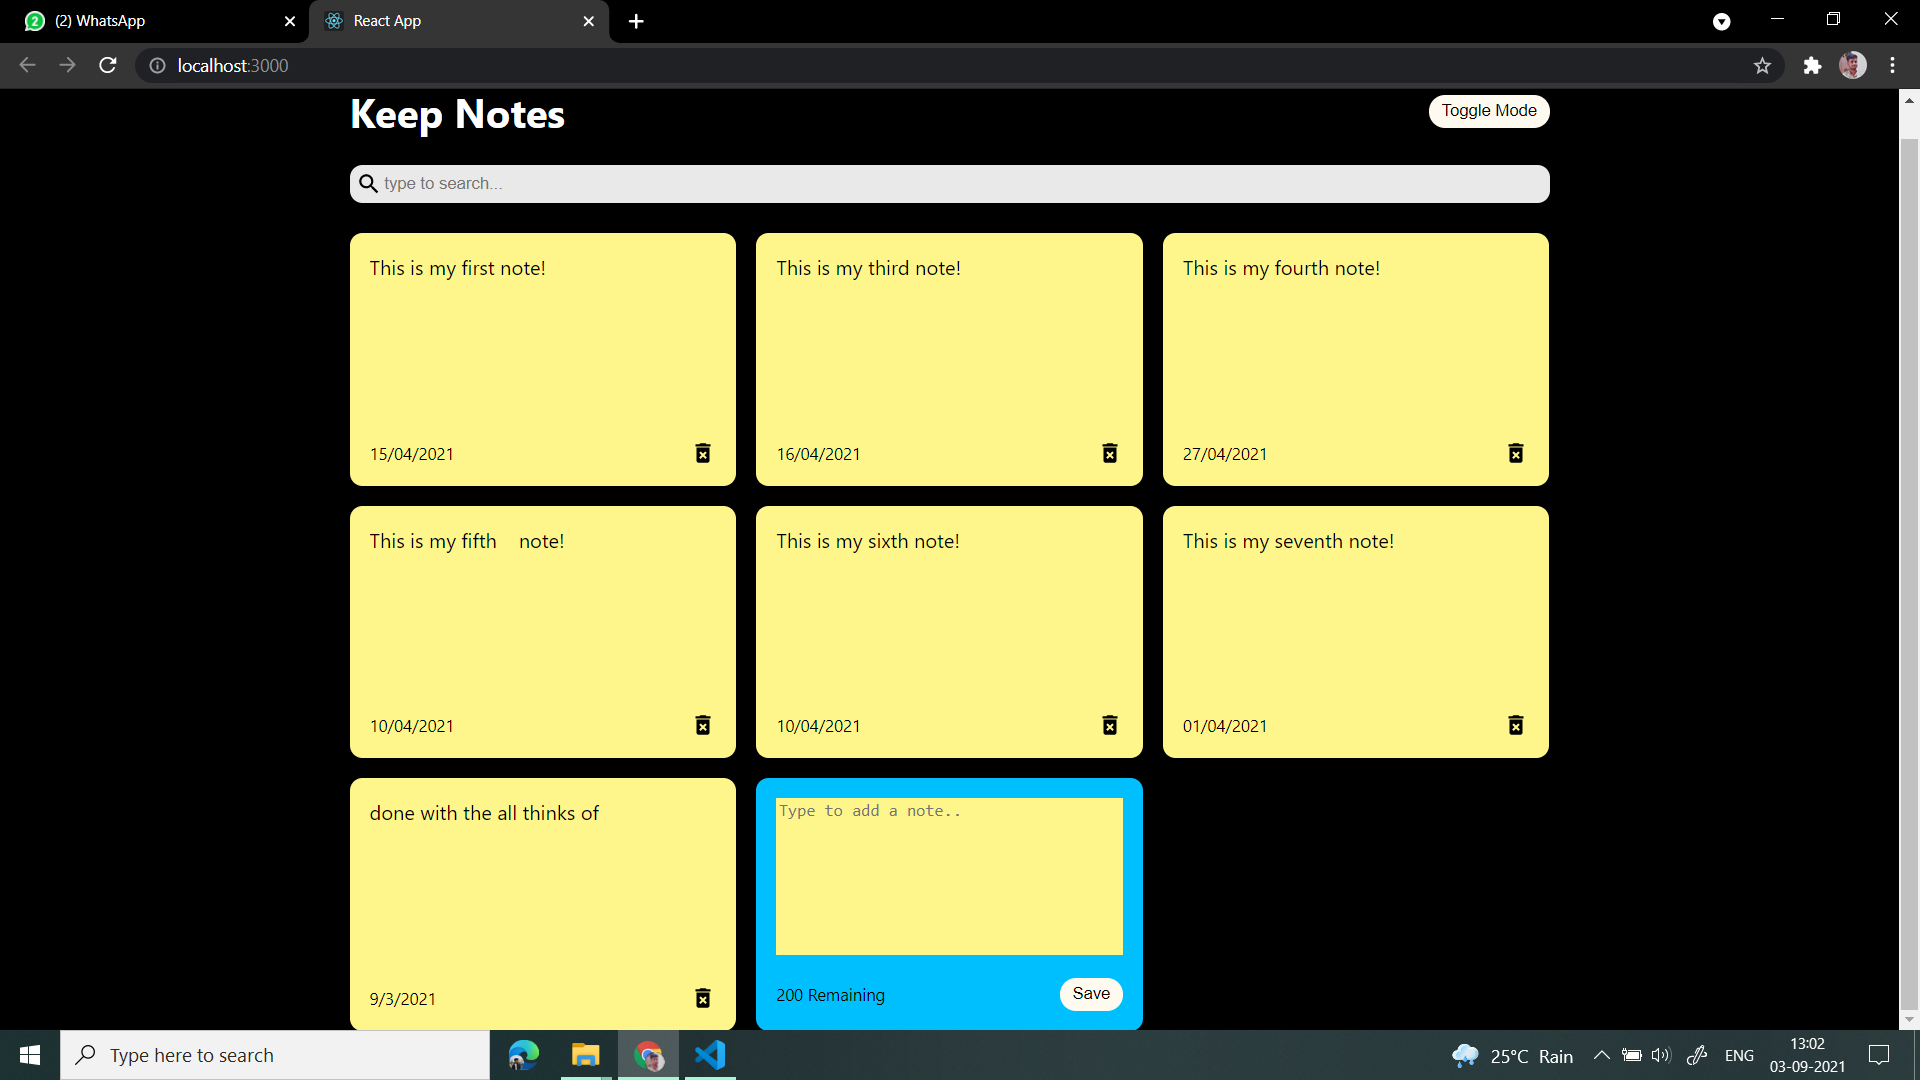 (2) WhatsApp
React App
localhost:3000
Keep Notes
Toggle Mode
type to search...
This is my first note!
15/04/2021
This is my third note!
16/04/2021
This is my fourth note!
27/04/2021
This is my fifth    note!
10/04/2021
This is my sixth note!
10/04/2021
This is my seventh note!
01/04/2021
done with the all thinks of
9/3/2021
Type to add a note..
200 Remaining
Save
Type here to search
25°C Rain
ENG
13:02
03-09-2021